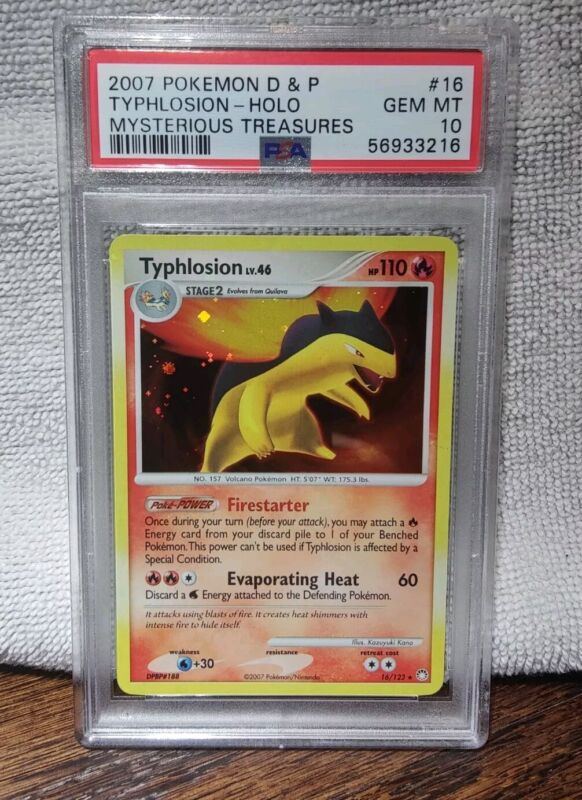 2007 POKEMON D & P #16
TYPHLOSION - HOLO GEM MT
MYSTERIOUS TREASURES 10
56933216
PSA
Typhlosion LV.46 HP 110
STAGE2 Evolves from Quilava
NO. 157 Volcano Pokémon HT: 5'07" WT: 175.3 lbs.
Poké-POWER Firestarter
Once during your turn (before your attack), you may attach a
Energy card from your discard pile to 1 of your Benched
Pokémon. This power can't be used if Typhlosion is affected by a
Special Condition.
Evaporating Heat 60
Discard a Energy attached to the Defending Pokémon.
It attacks using blasts of fire. It creates heat shimmers with
intense fire to hide itself.
Illus. Kazuyuki Kano
weakness resistance retreat cost
+30
DPBP#188 ©2007 Pokémon/Nintendo 16/123 ★